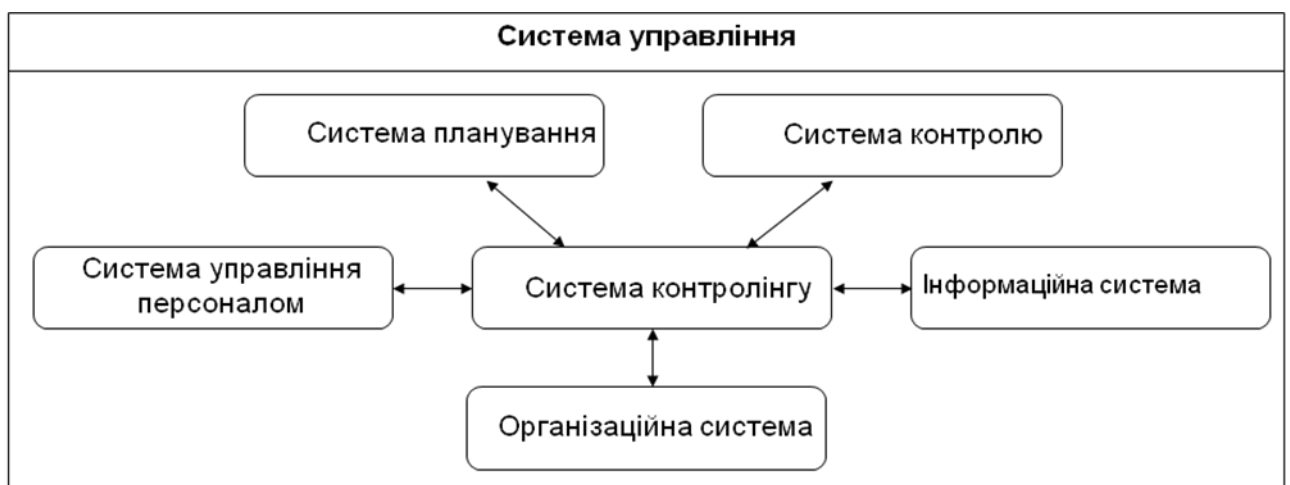 Система управління
Система планування
Система контролю
Система управління
персоналом
Система контролінгу
Інформаційна система
Організаційна система